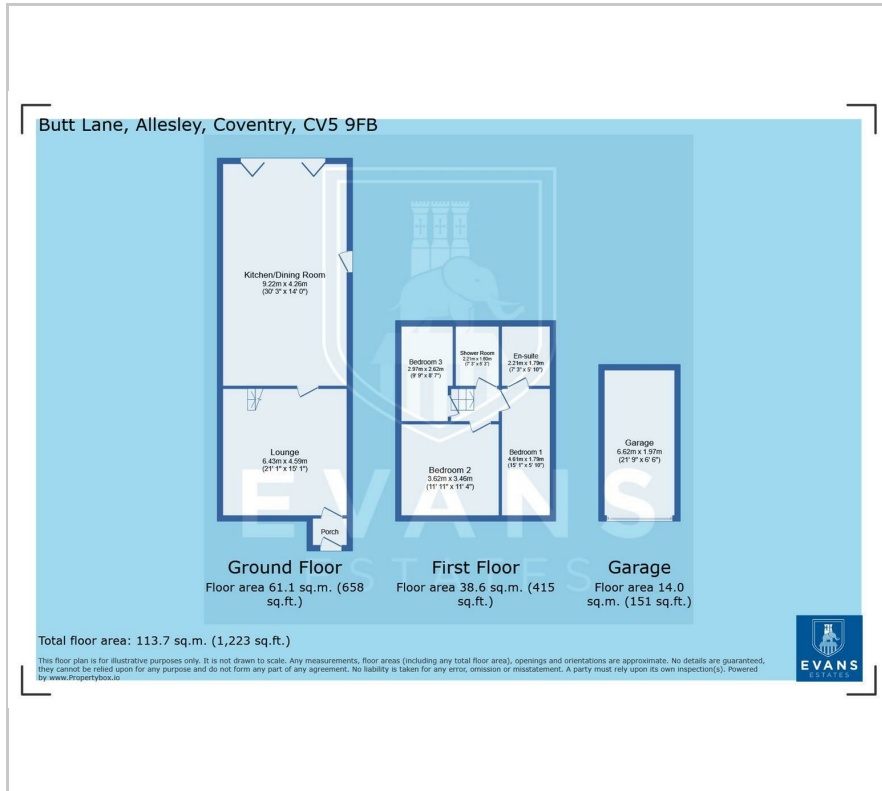 Butt Lane, Allesley, Coventry, CV5 9FB
Kitchen/Dining Room
9.22m x 4.26m
(30' 3" x 14' 0")
Lounge
6.43m x 4.59m
(21' 1" x 15' 1")
Porch
Bedroom 3
2.97m x 2.62m
(9' 9" x 8' 7")
Shower Room
2.21m x 1.60m
(7' 3" x 5' 3")
En-suite
2.21m x 1.79m
(7' 3" x 5' 10")
Bedroom 2
3.62m x 3.46m
(11' 11" x 11' 4")
Bedroom 1
4.61m x 1.79m
(15' 1" x 5' 10")
Garage
6.62m x 1.97m
(21' 9" x 6' 6")
EVANS
ESTATES
Ground Floor
Floor area 61.1 sq.m. (658
sq.ft.)
First Floor
Floor area 38.6 sq.m. (415
sq.ft.)
Garage
Floor area 14.0
sq.m. (151 sq.ft.)
Total floor area: 113.7 sq.m. (1,223 sq.ft.)
This floor plan is for illustrative purposes only. It is not drawn to scale. Any measurements, floor areas (including any total floor area), openings and orientations are approximate. No details are guaranteed,
they cannot be relied upon for any purpose and do not form any part of any agreement. No liability is taken for any error, omission or misstatement. A party must rely upon its own inspection(s). Powered
by www.Propertybox.io
EVANS
ESTATES